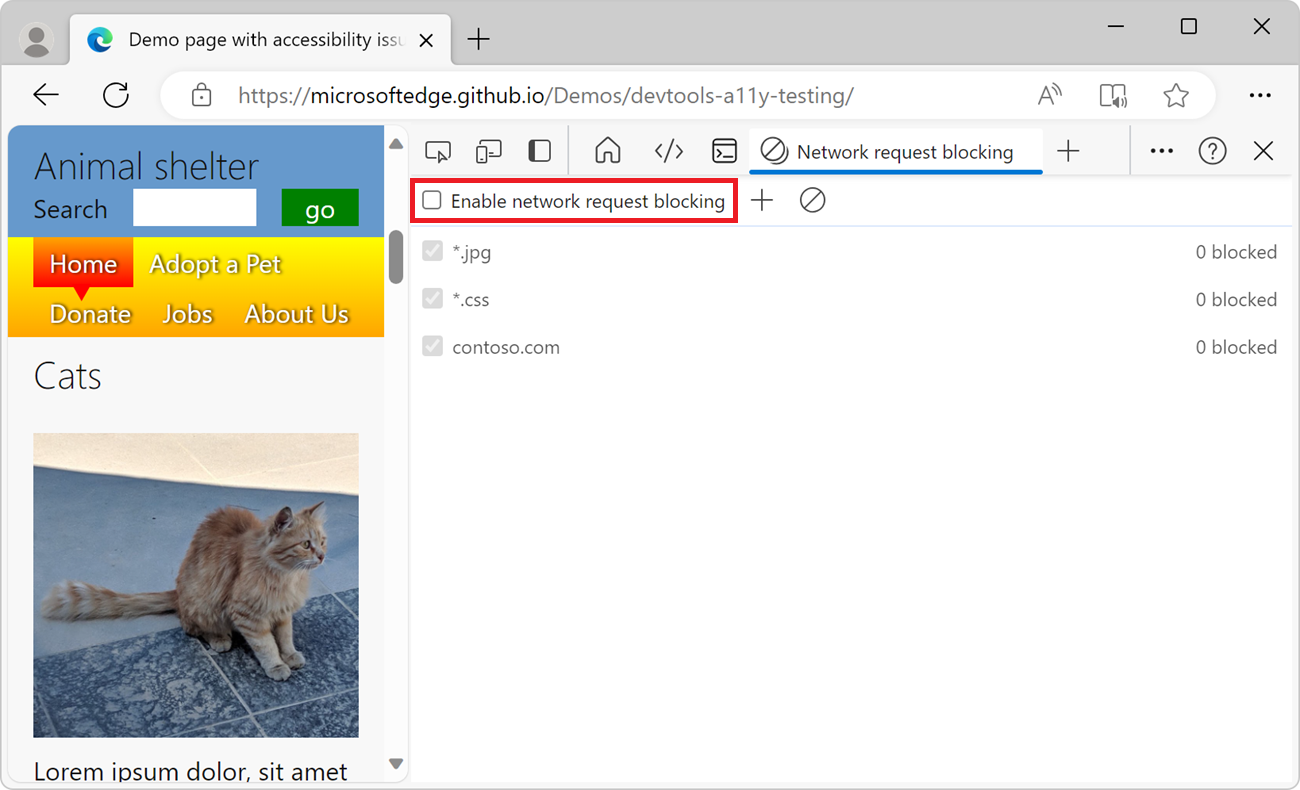 Demo page with accessibility issu
https://microsoftedge.github.io/Demos/devtools-a11y-testing/
Animal shelter
Search go
Home Adopt a Pet
Donate Jobs About Us
Cats
Lorem ipsum dolor, sit amet
Network request blocking
Enable network request blocking
*.jpg 0 blocked
*.css 0 blocked
contoso.com 0 blocked